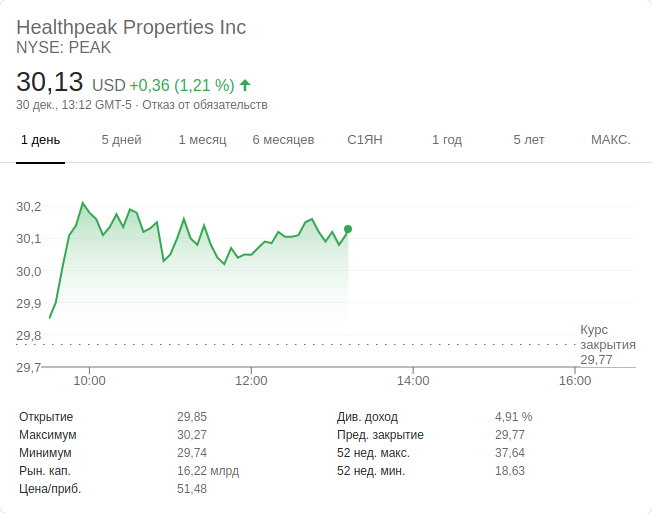 Healthpeak Properties Inc
NYSE: PEAK
30,13 USD +0,36 (1,21 %)
30 дек., 13:12 GMT-5 · Отказ от обязательств
1 день 5 дней 1 месяц 6 месяцев С1ЯН 1 год 5 лет МАКС.
30,2
30,1
30,0
29,9
29,8
29,7
Курс
закрытия
29,77
10:00 12:00 14:00 16:00
Открытие 29,85 Див. доход 4,91 %
Максимум 30,27 Пред. закрытие 29,77
Минимум 29,74 52 нед. макс. 37,64
Рын. кап. 16,22 млрд 52 нед. мин. 18,63
Цена/приб. 51,48